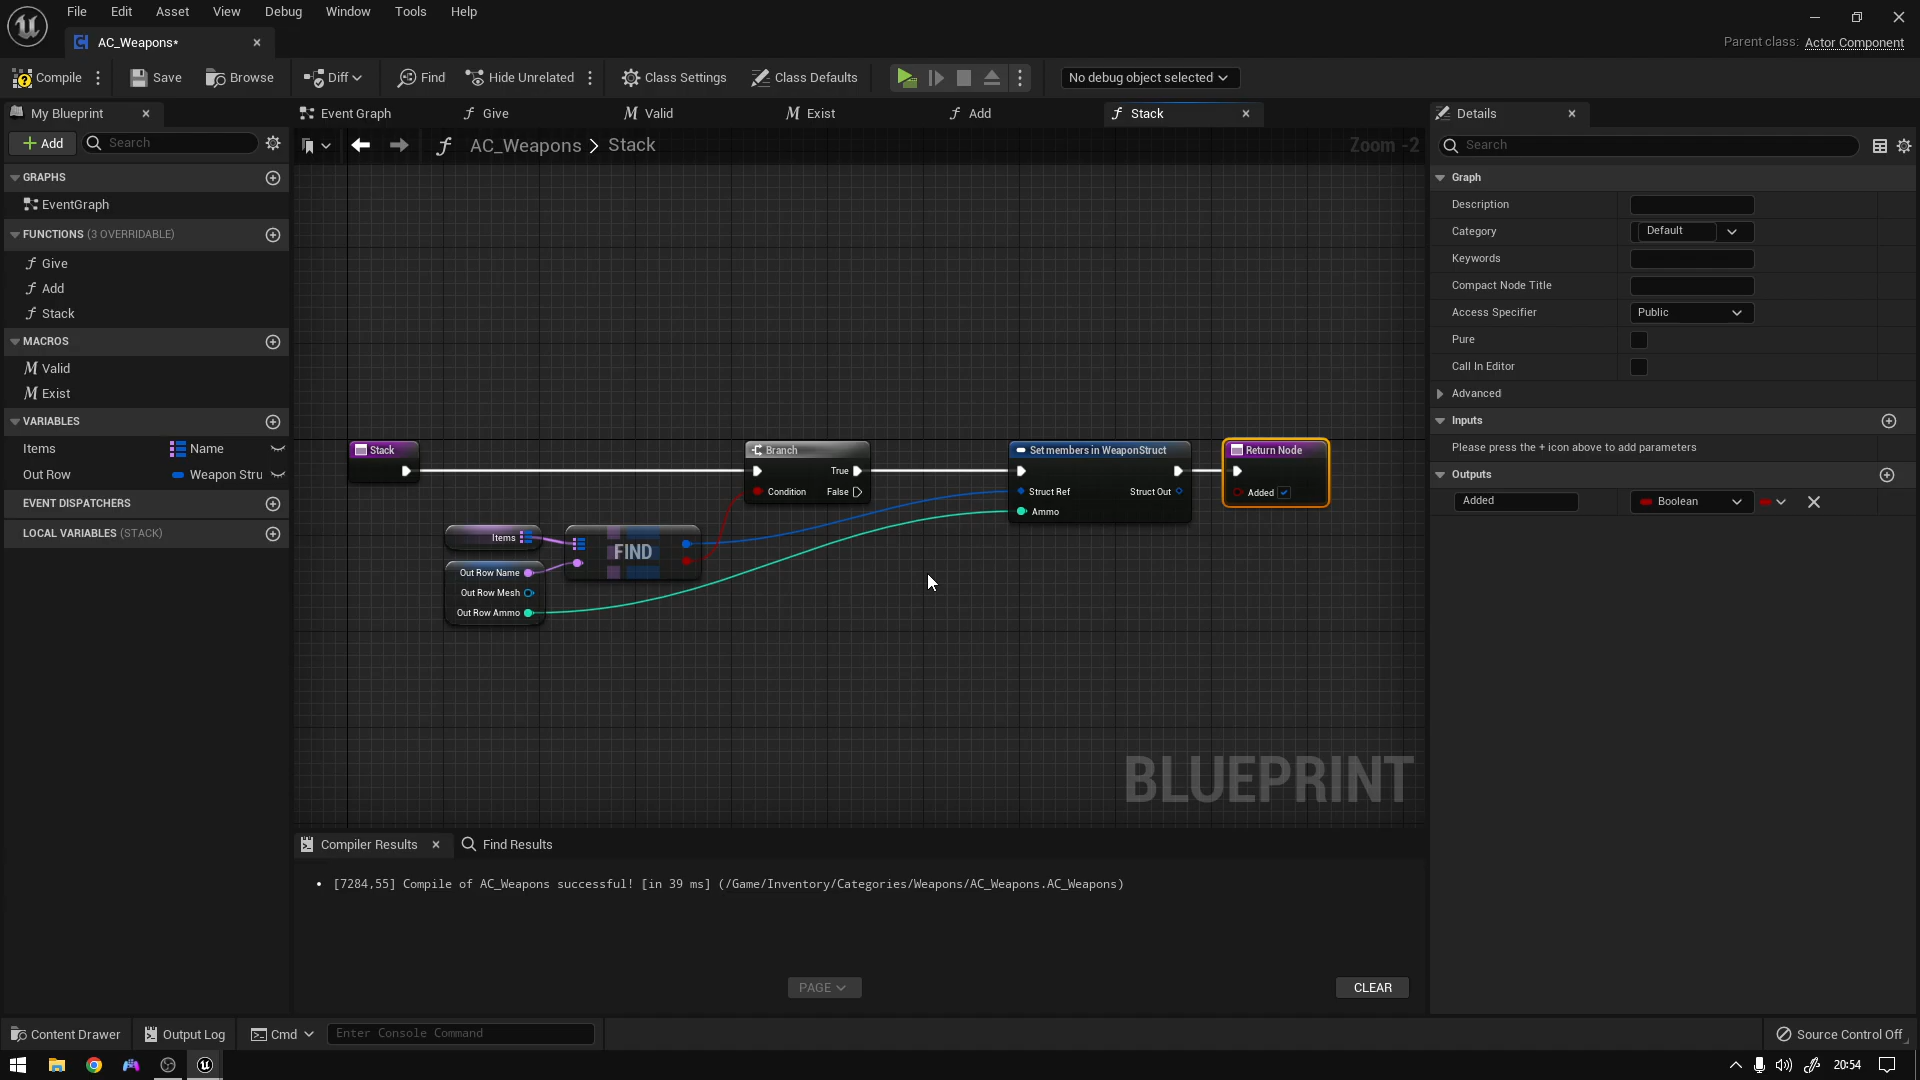 File Edit Asset View Debug Window Tools Help
AC_Weapons*
Parent class: Actor Component
Compile Save Browse Diff Find Hide Unrelated Class Settings Class Defaults No debug object selected
My Blueprint Event Graph Give Valid Exist Add Stack Details
Add Search AC_Weapons > Stack Zoom -2 Search
GRAPHS
EventGraph
FUNCTIONS (3 OVERRIDABLE)
Give
Add
Stack
MACROS
Valid
Exist
VARIABLES
Items Name
Out Row Weapon Stru
EVENT DISPATCHERS
LOCAL VARIABLES (STACK)
Stack
Branch
True
Condition False
Set members in WeaponStruct
Struct Ref Struct Out
Ammo
Return Node
Added
Items
FIND
Out Row Name
Out Row Mesh
Out Row Ammo
BLUEPRINT
Graph
Description
Category Default
Keywords
Compact Node Title
Access Specifier Public
Pure
Call In Editor
Advanced
Inputs
Please press the + icon above to add parameters
Outputs
Added Boolean
Compiler Results Find Results
• [7284,55] Compile of AC_Weapons successful! [in 39 ms] (/Game/Inventory/Categories/Weapons/AC_Weapons.AC_Weapons)
PAGE CLEAR
Content Drawer Output Log Cmd Enter Console Command Source Control Off
20:54